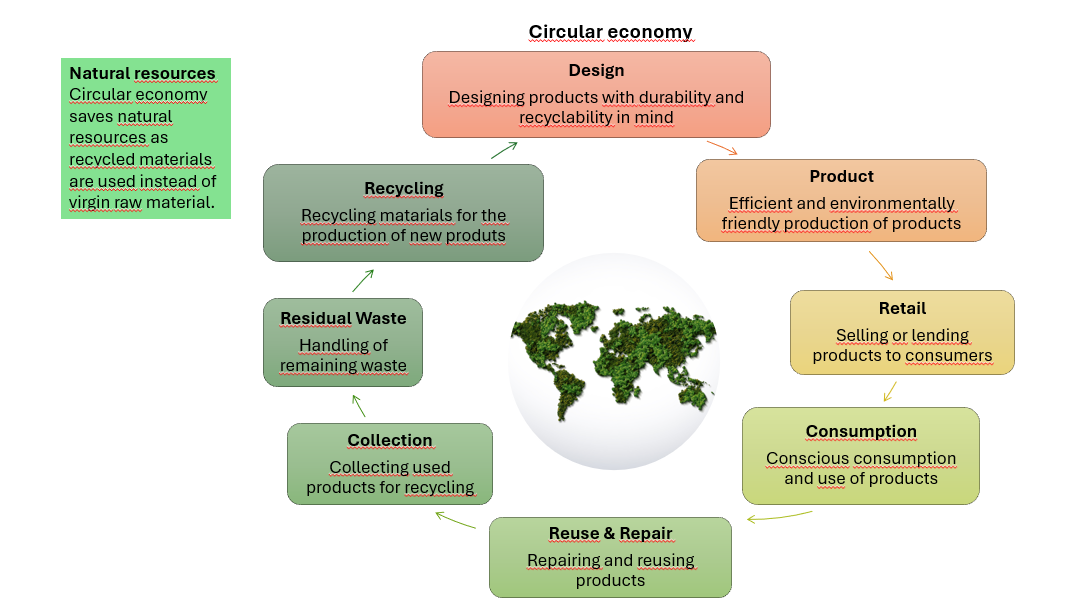 Circular economy
Natural resources
Circular economy
saves natural
resources as
recycled materials
are used instead of
virgin raw material.
Design
Designing products with durability and
recyclability in mind
Product
Efficient and environmentally
friendly production of products
Retail
Selling or lending
products to consumers
Consumption
Conscious consumption
and use of products
Reuse & Repair
Repairing and reusing
products
Collection
Collecting used
products for recycling
Residual Waste
Handling of
remaining waste
Recycling
Recycling matarials for the
production of new produts